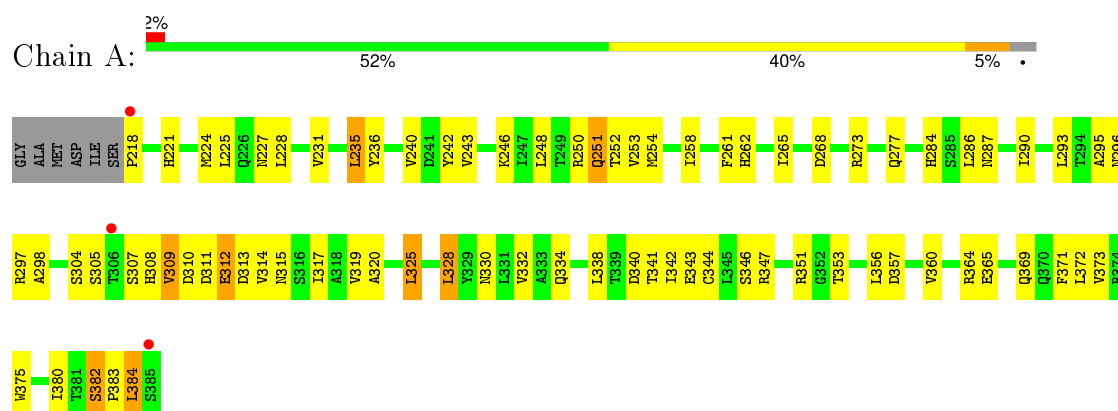 2%
Chain A:
52% 40% 5% •
GLY ALA MET ASP ILE SER P218 H221 M224 L225 Q226 N227 L228 V231 L235 Y236 V240 D241 Y242 V243 K246 L247 L248 T249 R250 Q251 T252 V253 M254 I258 F261 H262 I265 D268 R273 Q277 H284 S285 L286 N287 I290 L293 T294 A295 N296
R297 A298 S304 S305 T306 S307 H308 V309 D310 D311 E312 D313 V314 N315 S316 I317 A318 V319 A320 L325 L328 Y329 N330 L331 V332 A333 Q334 L338 T339 D340 T341 I342 E343 C344 L345 S346 R347 R351 G352 T353 L356 D357 V360 R364 E365 Q369 Q370 F371 L372 V373 R374
W375 I380 T381 S382 P383 L384 S385